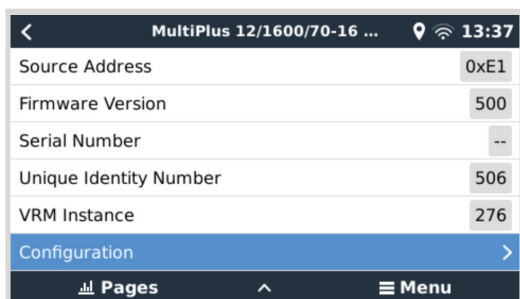 MultiPlus 12/1600/70-16 ... 13:37
Source Address 0xE1
Firmware Version 500
Serial Number --
Unique Identity Number 506
VRM Instance 276
Configuration
Pages Menu